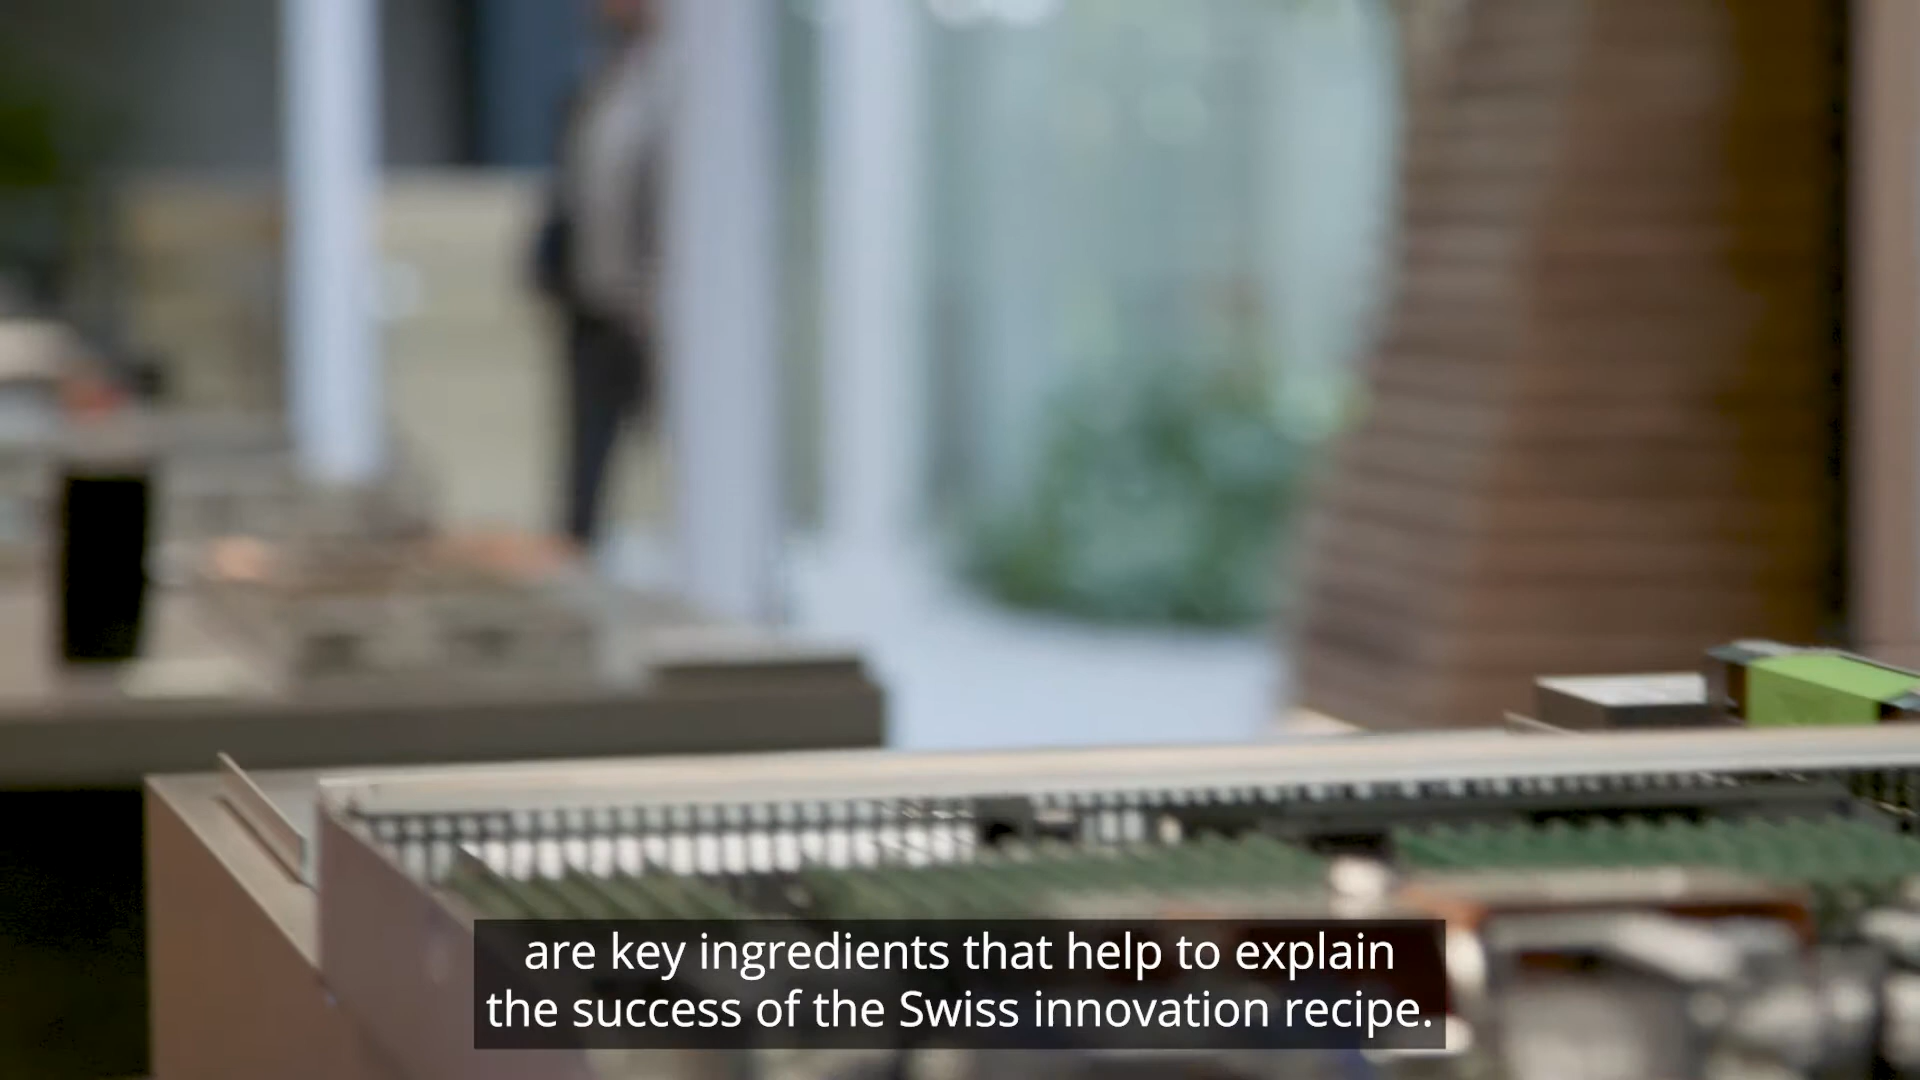 are key ingredients that help to explain
the success of the Swiss innovation recipe.